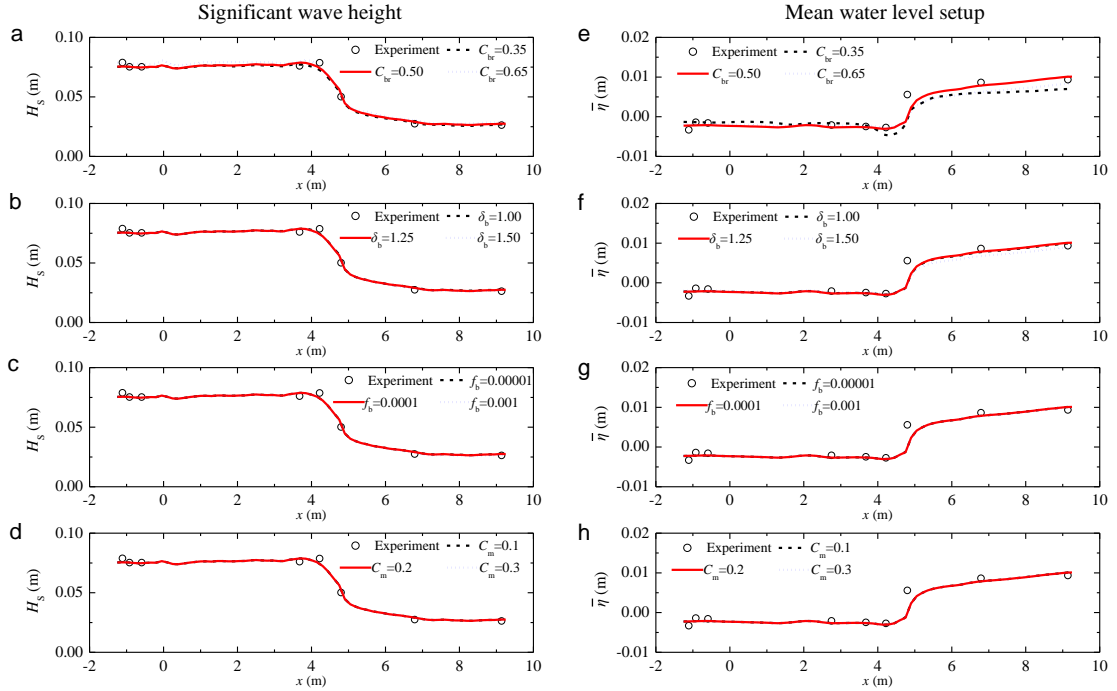 Significant wave height
Mean water level setup
a
0.10
0.05
0.00
H_S (m)
Experiment C_br=0.35
C_br=0.50 C_br=0.65
-2 0 2 4 6 8 10
x (m)
e
0.02
0.01
0.00
-0.01
η̅ (m)
Experiment C_br=0.35
C_br=0.50 C_br=0.65
-2 0 2 4 6 8 10
x (m)
b
0.10
0.05
0.00
H_S (m)
Experiment δ_b=1.00
δ_b=1.25 δ_b=1.50
-2 0 2 4 6 8 10
x (m)
f
0.02
0.01
0.00
-0.01
η̅ (m)
Experiment δ_b=1.00
δ_b=1.25 δ_b=1.50
-2 0 2 4 6 8 10
x (m)
c
0.10
0.05
0.00
H_S (m)
Experiment f_b=0.00001
f_b=0.0001 f_b=0.001
-2 0 2 4 6 8 10
x (m)
g
0.02
0.01
0.00
-0.01
η̅ (m)
Experiment f_b=0.00001
f_b=0.0001 f_b=0.001
-2 0 2 4 6 8 10
x (m)
d
0.10
0.05
0.00
H_S (m)
Experiment C_m=0.1
C_m=0.2 C_m=0.3
-2 0 2 4 6 8 10
x (m)
h
0.02
0.01
0.00
-0.01
η̅ (m)
Experiment C_m=0.1
C_m=0.2 C_m=0.3
-2 0 2 4 6 8 10
x (m)